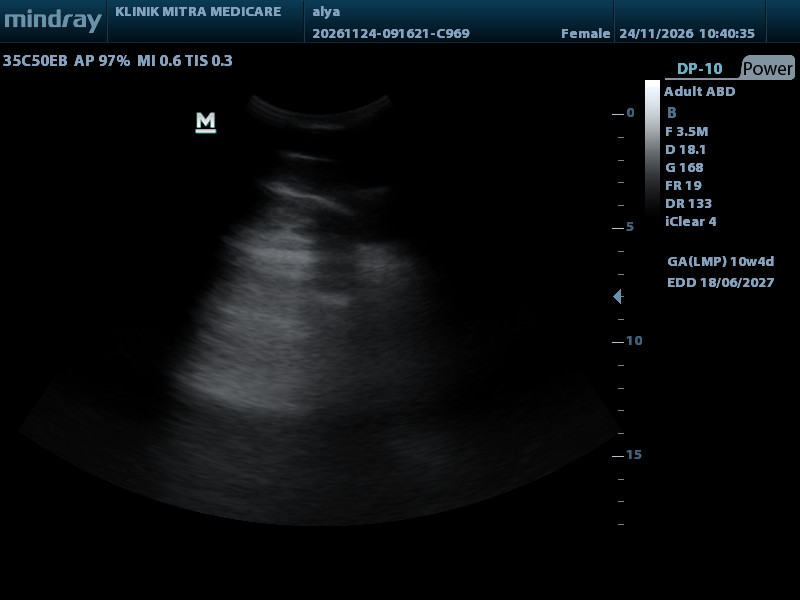 mindray
KLINIK MITRA MEDICARE
alya
20261124-091621-C969
Female
24/11/2026 10:40:35
35C50EB AP 97% MI 0.6 TIS 0.3
DP-10
Power
M
Adult ABD
B
F 3.5M
D 18.1
G 168
FR 19
DR 133
iClear 4
GA(LMP) 10w4d
EDD 18/06/2027
0
5
10
15